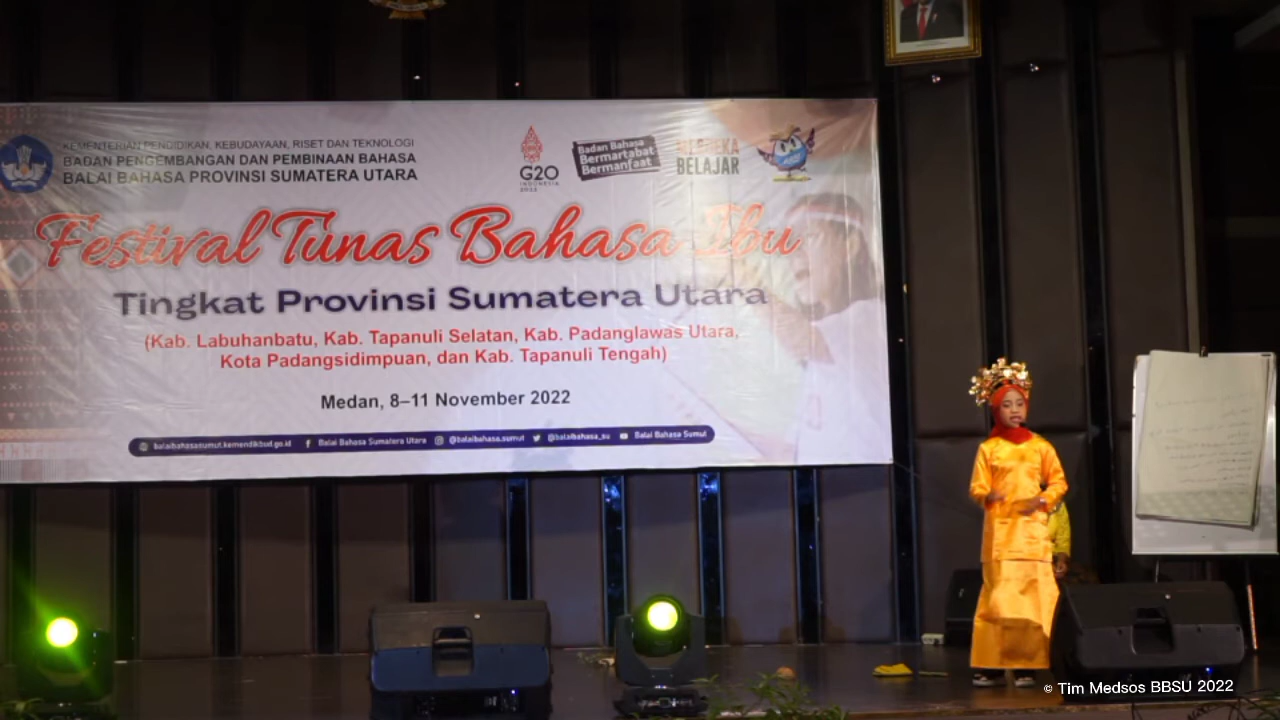 KEMENTERIAN PENDIDIKAN, KEBUDAYAAN, RISET DAN TEKNOLOGI
BADAN PENGEMBANGAN DAN PEMBINAAN BAHASA
BALAI BAHASA PROVINSI SUMATERA UTARA
G20
INDONESIA
2022
Badan Bahasa
Bermartabat
Bermanfaat
MERDEKA
BELAJAR
Festival Tunas Bahasa Ibu
Tingkat Provinsi Sumatera Utara
(Kab. Labuhanbatu, Kab. Tapanuli Selatan, Kab. Padanglawas Utara,
Kota Padangsidimpuan, dan Kab. Tapanuli Tengah)
Medan, 8–11 November 2022
balaibahasasumut.kemendikbud.go.id Balai Bahasa Sumatera Utara @balaibahasa.sumut @balaibahasa_su Balai Bahasa Sumut
© Tim Medsos BBSU 2022